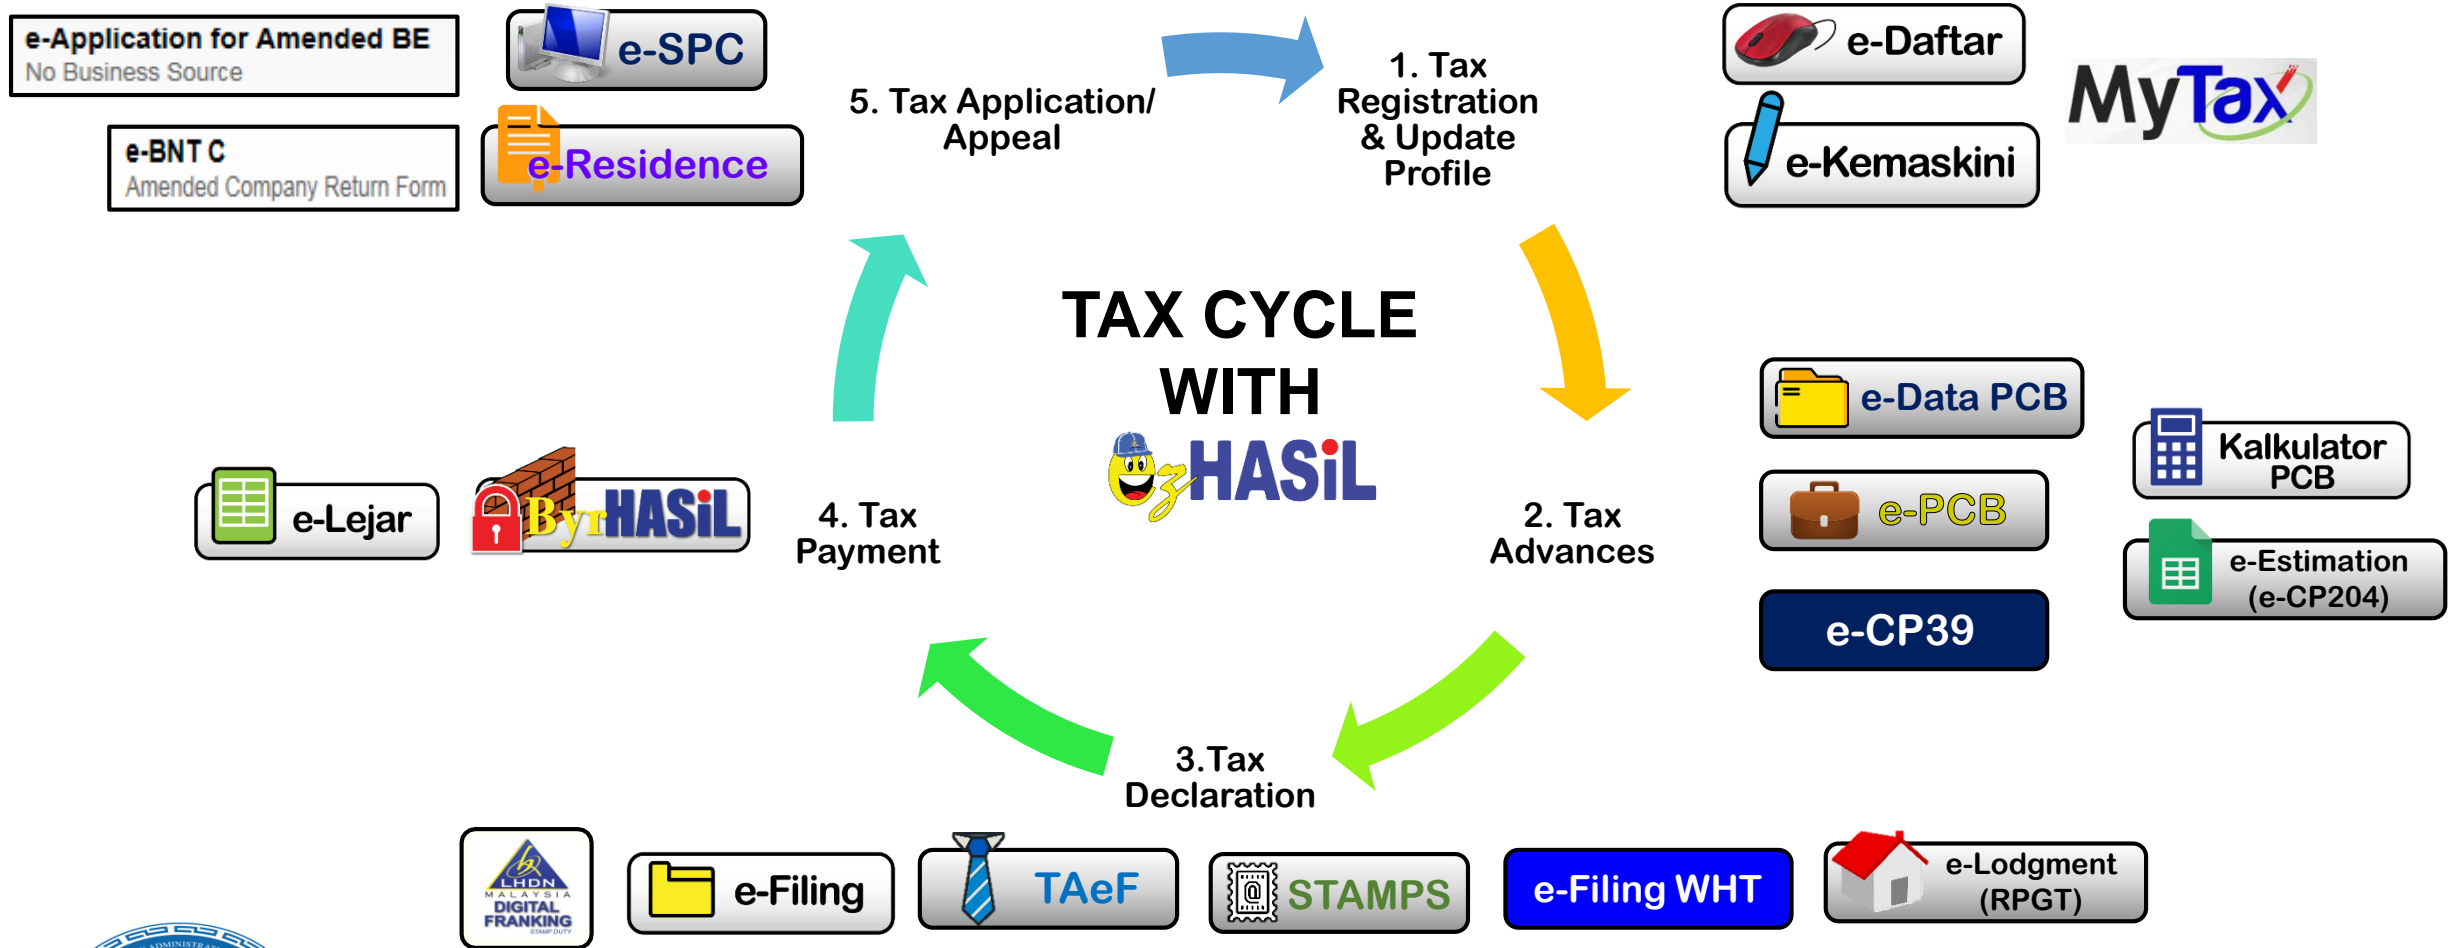 e-Application for Amended BE
No Business Source
e-SPC
e-BNT C
Amended Company Return Form
e-Residence
5. Tax Application/
Appeal
1. Tax
Registration
& Update
Profile
e-Daftar
e-Kemaskini
MyTax
TAX CYCLE
WITH
ezHASiL
e-Data PCB
Kalkulator
PCB
e-PCB
e-Estimation
(e-CP204)
e-CP39
2. Tax
Advances
e-Lejar
ByrHASiL
4. Tax
Payment
3.Tax
Declaration
LHDN
MALAYSIA
DIGITAL
FRANKING
STAMP DUTY
e-Filing
TAeF
@
STAMPS
e-Filing WHT
e-Lodgment
(RPGT)